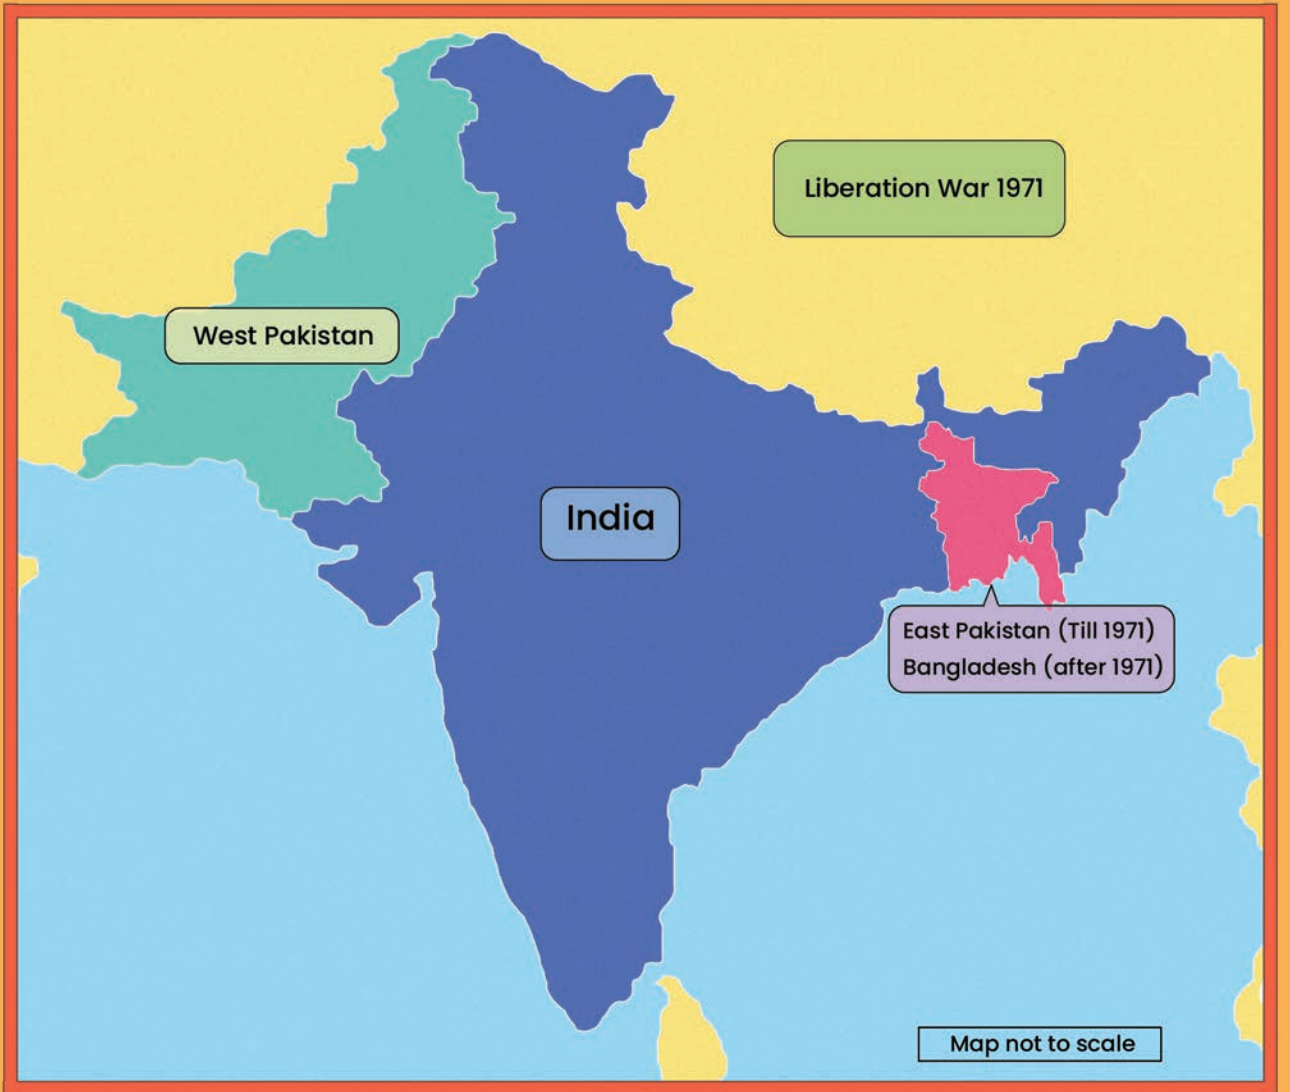 Liberation War 1971
West Pakistan
India
East Pakistan (Till 1971)
Bangladesh (after 1971)
Map not to scale